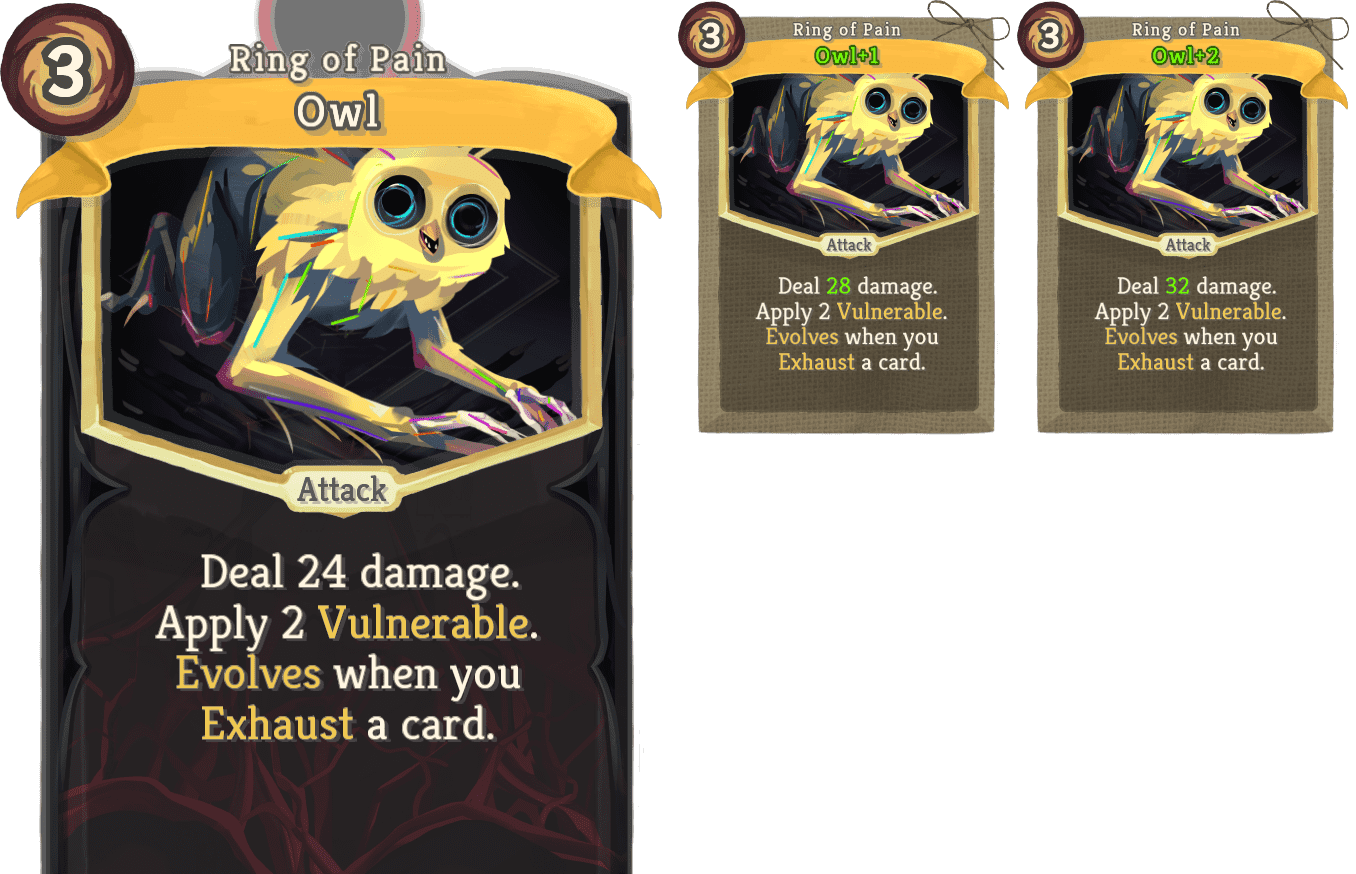 3
Ring of Pain
Owl
Attack
Deal 24 damage.
Apply 2 Vulnerable.
Evolves when you
Exhaust a card.
3
Ring of Pain
Owl+1
Attack
Deal 28 damage.
Apply 2 Vulnerable.
Evolves when you
Exhaust a card.
3
Ring of Pain
Owl+2
Attack
Deal 32 damage.
Apply 2 Vulnerable.
Evolves when you
Exhaust a card.